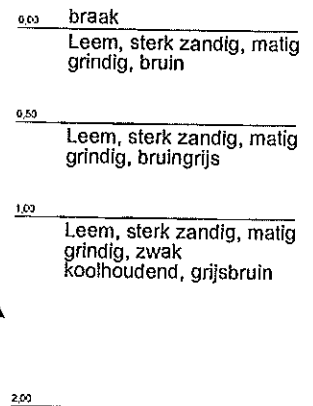 0,00 braak
Leem, sterk zandig, matig
grindig, bruin
0,50
Leem, sterk zandig, matig
grindig, bruingrijs
1,00
Leem, sterk zandig, matig
grindig, zwak
koolhoudend, grijsbruin
2,00